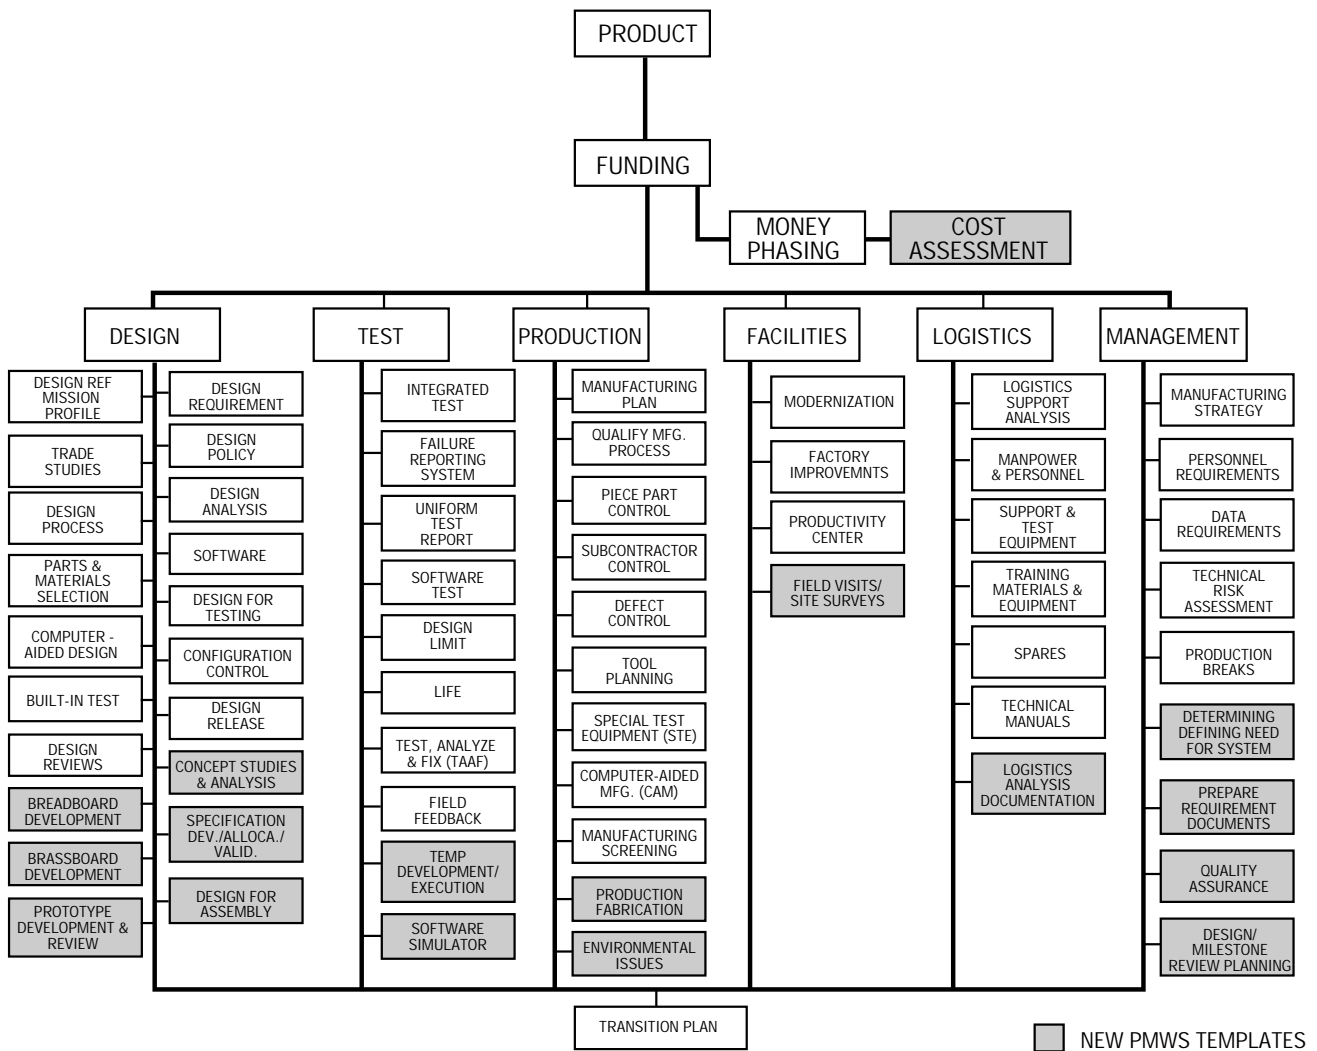 PRODUCT
FUNDING
MONEY
PHASING
COST
ASSESSMENT
DESIGN
TEST
PRODUCTION
FACILITIES
LOGISTICS
MANAGEMENT
DESIGN REF
MISSION
PROFILE
TRADE
STUDIES
DESIGN
PROCESS
PARTS &
MATERIALS
SELECTION
COMPUTER -
AIDED DESIGN
BUILT-IN TEST
DESIGN
REVIEWS
BREADBOARD
DEVELOPMENT
BRASSBOARD
DEVELOPMENT
PROTOTYPE
DEVELOPMENT &
REVIEW
DESIGN
REQUIREMENT
DESIGN
POLICY
DESIGN
ANALYSIS
SOFTWARE
DESIGN FOR
TESTING
CONFIGURATION
CONTROL
DESIGN
RELEASE
CONCEPT STUDIES
& ANALYSIS
SPECIFICATION
DEV./ALLOCA./
VALID.
DESIGN FOR
ASSEMBLY
INTEGRATED
TEST
FAILURE
REPORTING
SYSTEM
UNIFORM
TEST
REPORT
SOFTWARE
TEST
DESIGN
LIMIT
LIFE
TEST, ANALYZE
& FIX (TAAF)
FIELD
FEEDBACK
TEMP
DEVELOPMENT/
EXECUTION
SOFTWARE
SIMULATOR
MANUFACTURING
PLAN
QUALIFY MFG.
PROCESS
PIECE PART
CONTROL
SUBCONTRACTOR
CONTROL
DEFECT
CONTROL
TOOL
PLANNING
SPECIAL TEST
EQUIPMENT (STE)
COMPUTER-AIDED
MFG. (CAM)
MANUFACTURING
SCREENING
PRODUCTION
FABRICATION
ENVIRONMENTAL
ISSUES
MODERNIZATION
FACTORY
IMPROVEMNTS
PRODUCTIVITY
CENTER
FIELD VISITS/
SITE SURVEYS
LOGISTICS
SUPPORT
ANALYSIS
MANPOWER
& PERSONNEL
SUPPORT &
TEST
EQUIPMENT
TRAINING
MATERIALS &
EQUIPMENT
SPARES
TECHNICAL
MANUALS
LOGISTICS
ANALYSIS
DOCUMENTATION
MANUFACTURING
STRATEGY
PERSONNEL
REQUIREMENTS
DATA
REQUIREMENTS
TECHNICAL
RISK
ASSESSMENT
PRODUCTION
BREAKS
DETERMINING
DEFINING NEED
FOR SYSTEM
PREPARE
REQUIREMENT
DOCUMENTS
QUALITY
ASSURANCE
DESIGN/
MILESTONE
REVIEW PLANNING
TRANSITION PLAN
NEW PMWS TEMPLATES